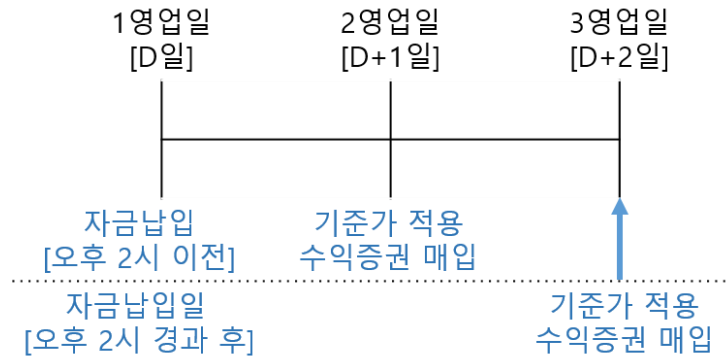 1영업일
[D일]
2영업일
[D+1일]
3영업일
[D+2일]
자금납입
[오후 2시 이전]
기준가 적용
수익증권 매입
자금납입일
[오후 2시 경과 후]
기준가 적용
수익증권 매입